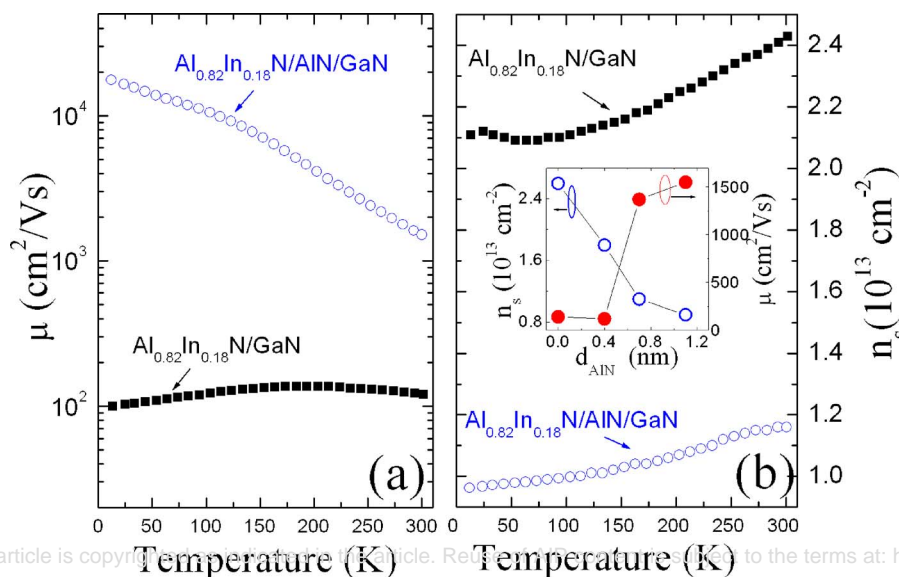 Al0.82In0.18N/AlN/GaN
10^4
μ (cm^2/Vs)
10^3
Al0.82In0.18N/GaN
10^2
(a)
0 50 100 150 200 250 300
Temperature (K)
Al0.82In0.18N/GaN
2.4
2.2
2.0
1.8
1.6
1.4
1.2
1.0
(10^13 cm^-2)
2.4
1.6
0.8
ns (10^13 cm^-2)
1500
1000
500
0
μ (cm^2/Vs)
0.0 0.4 0.8 1.2
dAlN (nm)
Al0.82In0.18N/AlN/GaN
(b)
0 50 100 150 200 250 300
Temperature (K)
article is copyrighted as indicated in the article. Reuse of AIP content is subject to the terms at: h